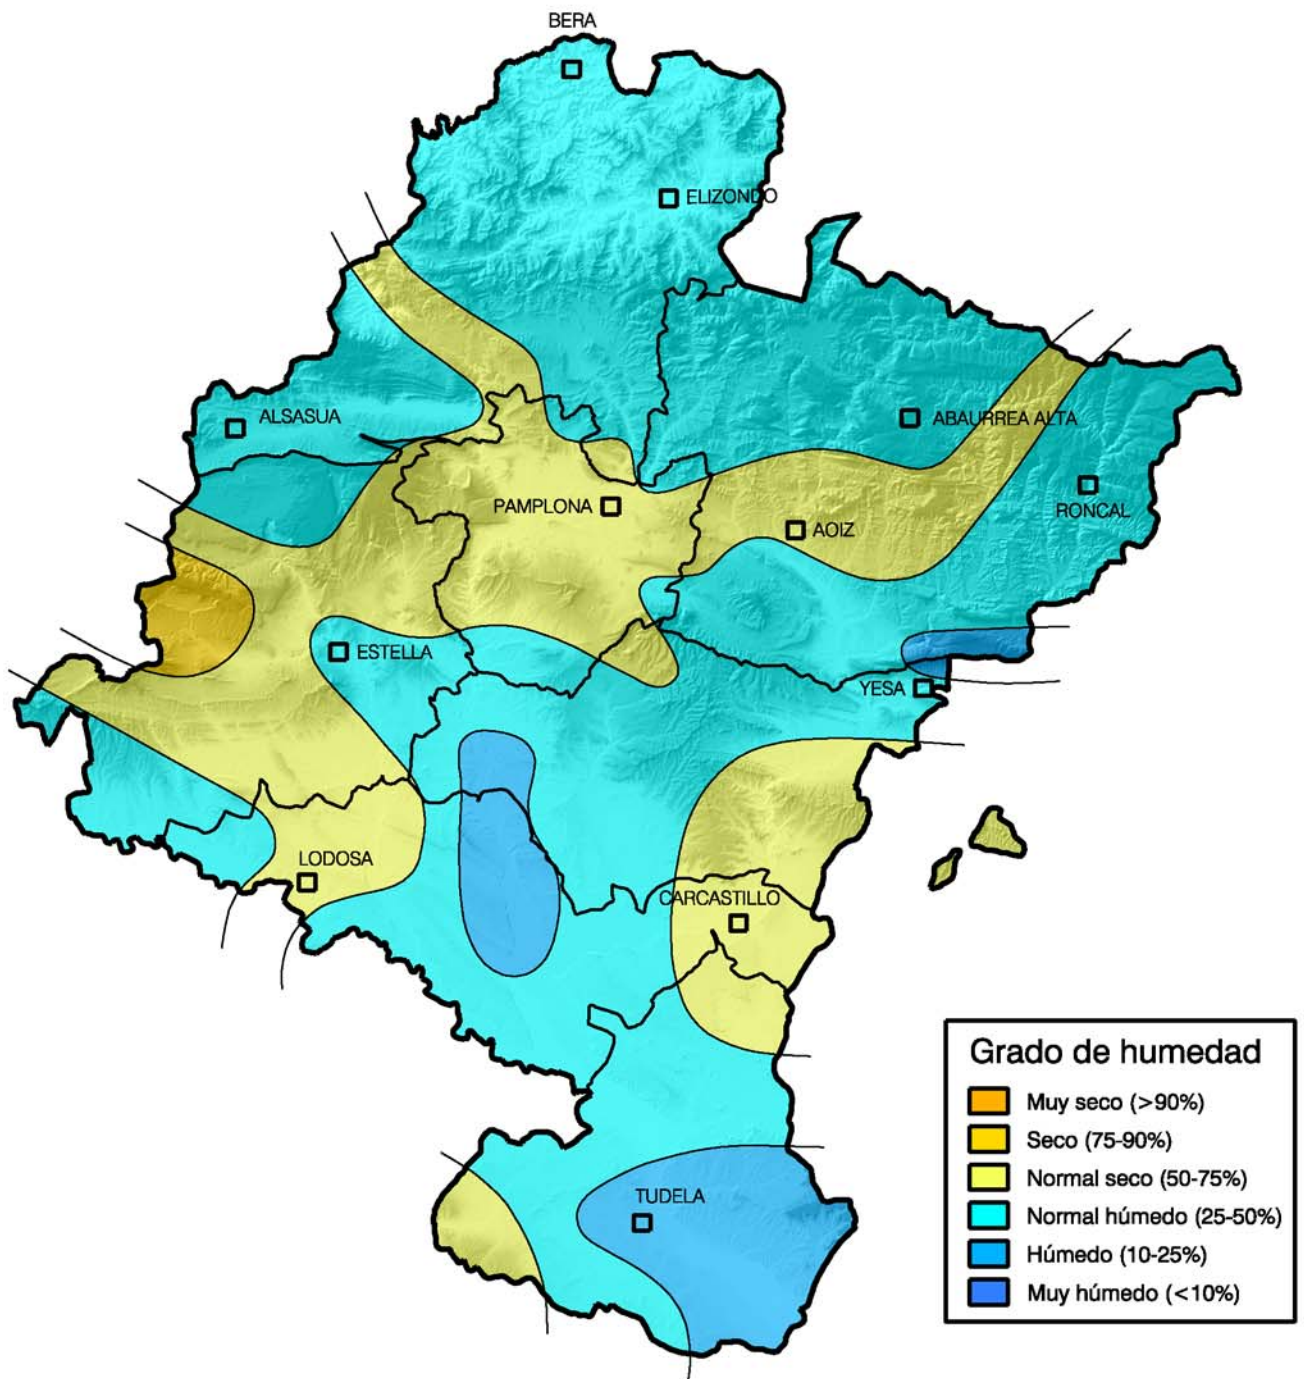 BERA
ELIZONDO
ALSASUA
ABAURREA ALTA
PAMPLONA
RONCAL
AOIZ
ESTELLA
YESA
LODOSA
CARCASTILLO
TUDELA
Grado de humedad
Muy seco (>90%)
Seco (75-90%)
Normal seco (50-75%)
Normal húmedo (25-50%)
Húmedo (10-25%)
Muy húmedo (<10%)